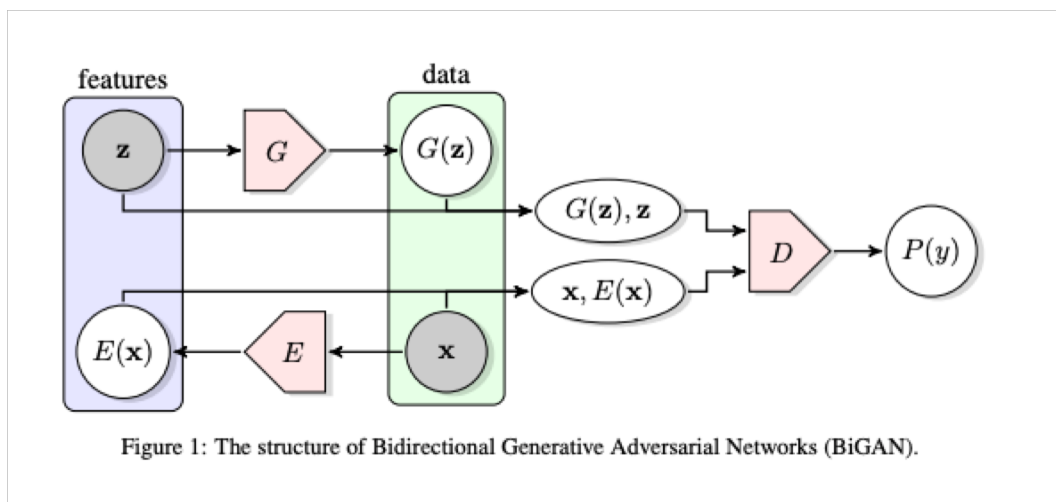 features
data
z
G
G(z)
G(z), z
D
P(y)
x, E(x)
E(x)
E
x
Figure 1: The structure of Bidirectional Generative Adversarial Networks (BiGAN).